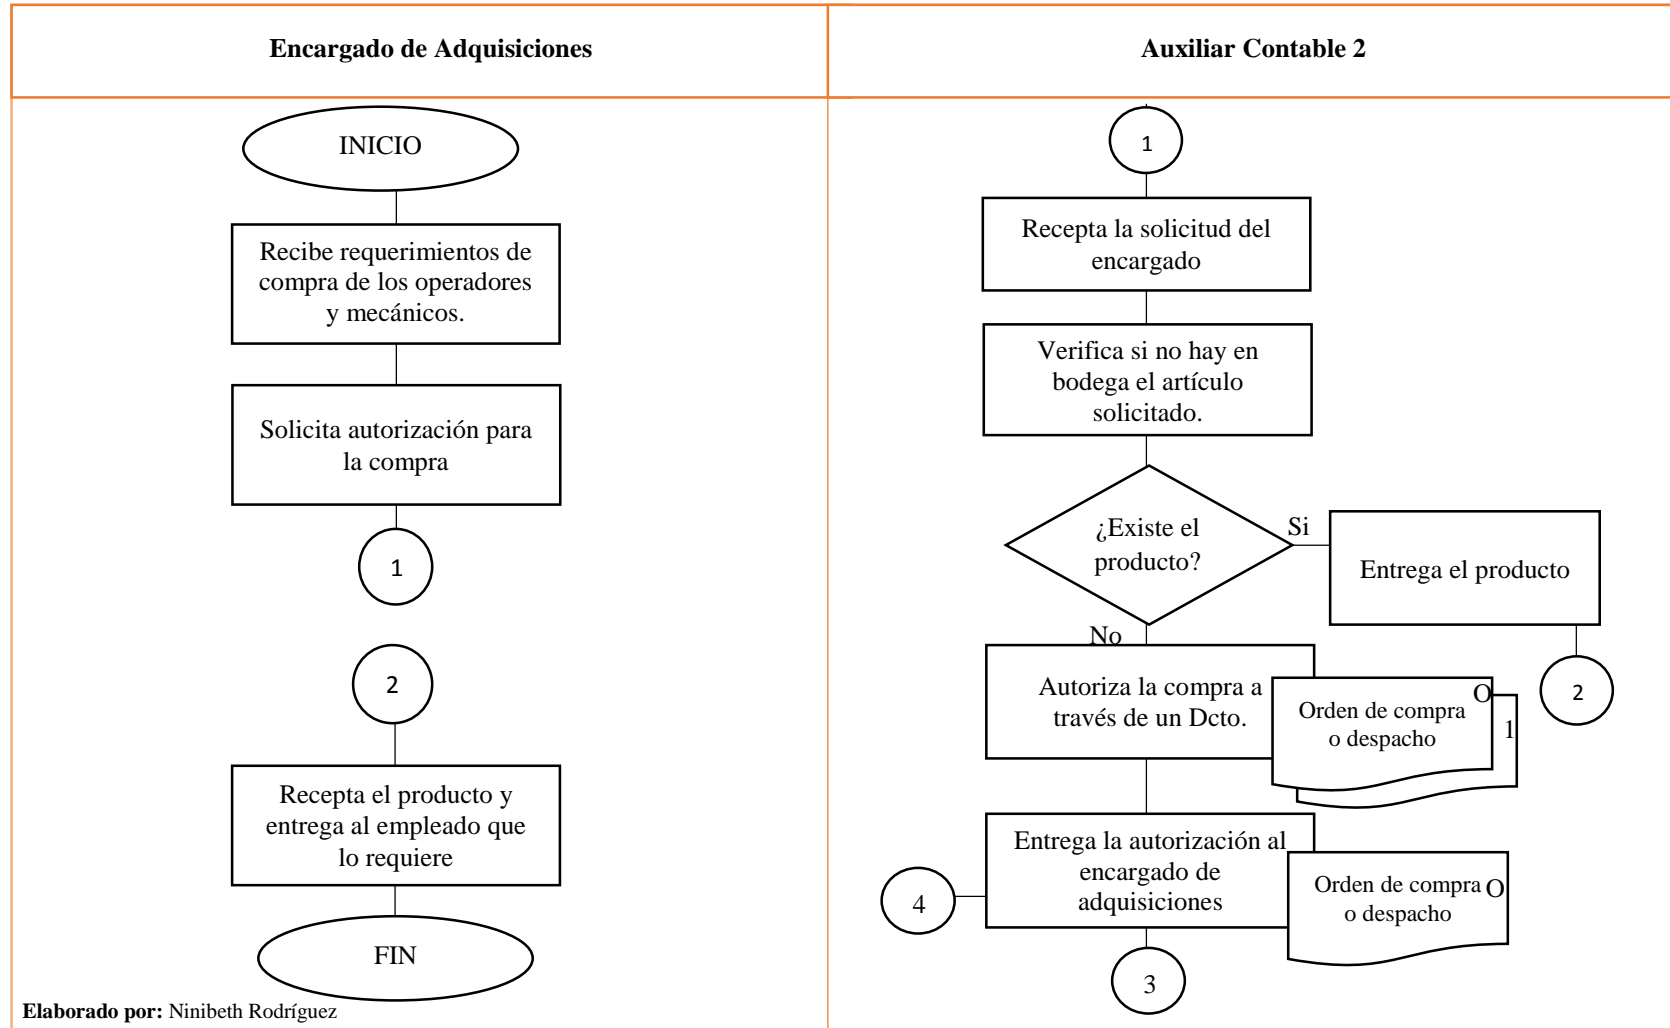 Encargado de Adquisiciones
Auxiliar Contable 2
INICIO
Recibe requerimientos de
compra de los operadores
y mecánicos.
Solicita autorización para
la compra
1
2
Recepta el producto y
entrega al empleado que
lo requiere
FIN
Elaborado por: Ninibeth Rodríguez
1
Recepta la solicitud del
encargado
Verifica si no hay en
bodega el artículo
solicitado.
¿Existe el
producto?
Si
Entrega el producto
2
No
Autoriza la compra a
través de un Dcto.
Orden de compra
o despacho
O
1
Entrega la autorización al
encargado de
adquisiciones
Orden de compra
o despacho
O
4
3